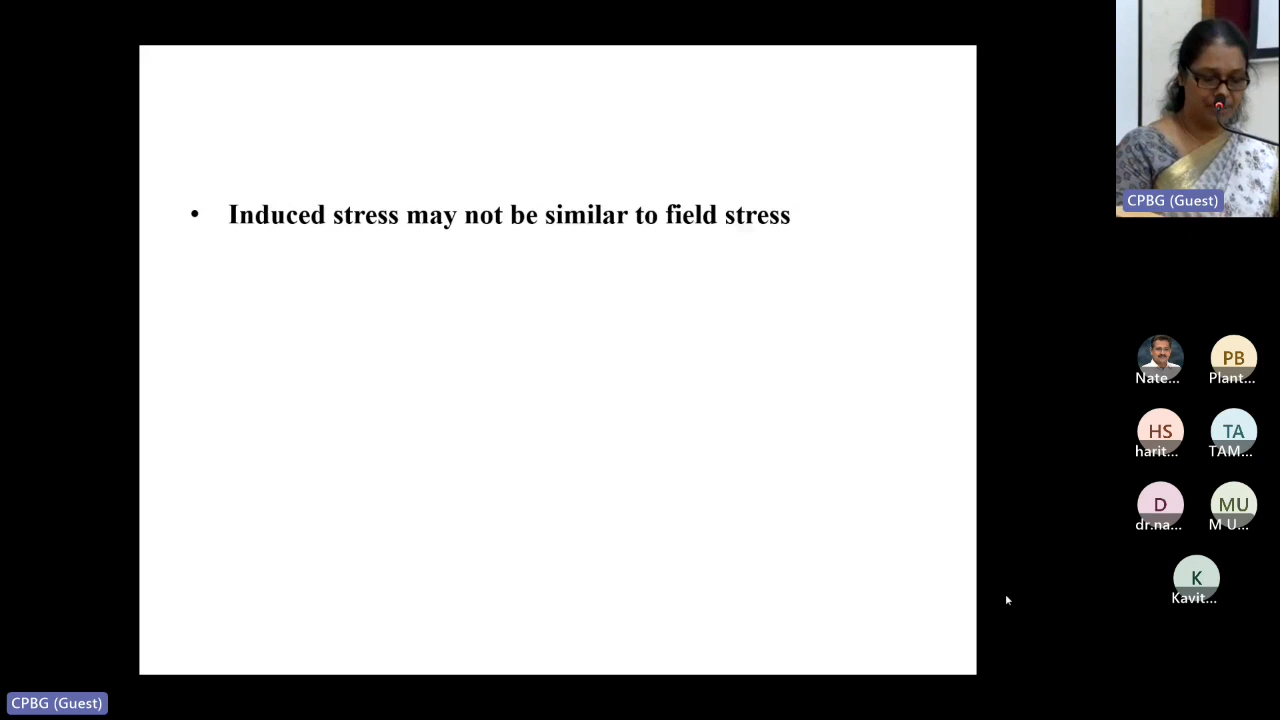 • Induced stress may not be similar to field stress
CPBG (Guest)
Nate...
PB
Plant...
HS
harit...
TA
TAM...
D
dr.na...
MU
M U...
K
Kavit...
CPBG (Guest)